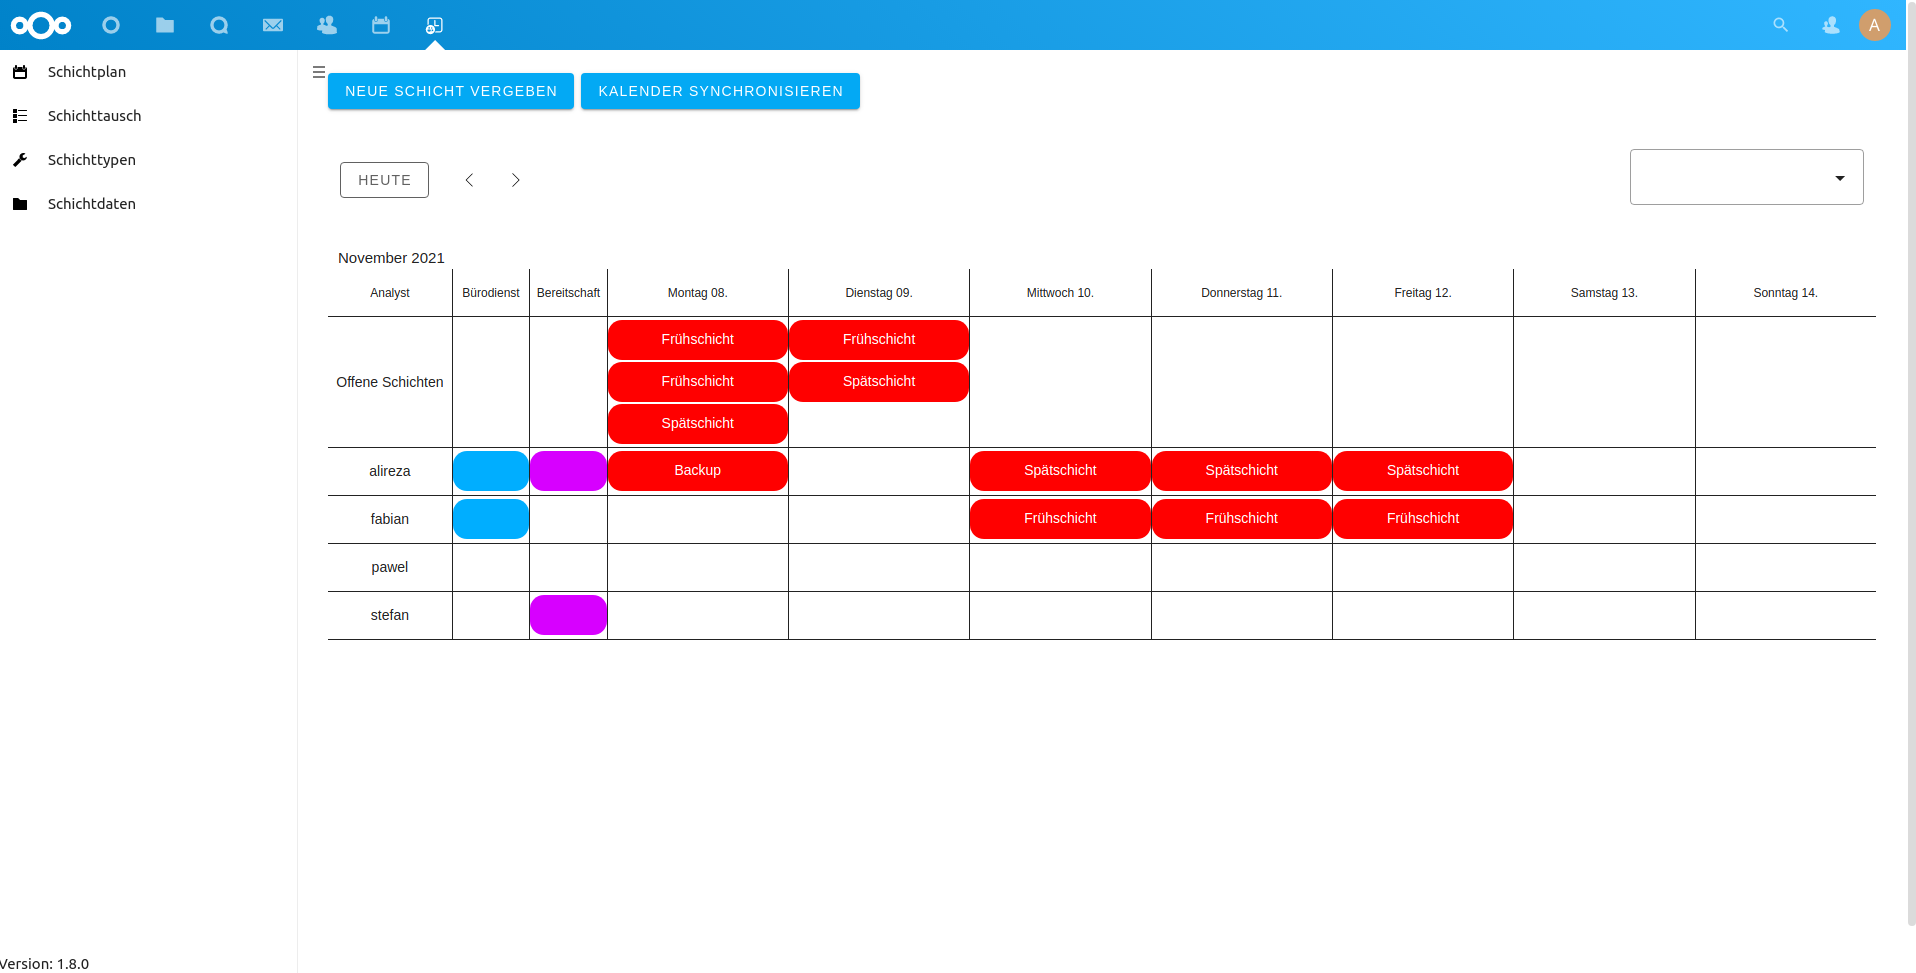 A
Schichtplan
Schichttausch
Schichttypen
Schichtdaten
NEUE SCHICHT VERGEBEN KALENDER SYNCHRONISIEREN
HEUTE
November 2021
Analyst Bürodienst Bereitschaft Montag 08. Dienstag 09. Mittwoch 10. Donnerstag 11. Freitag 12. Samstag 13. Sonntag 14.
Frühschicht Frühschicht
Offene Schichten Frühschicht Spätschicht
Spätschicht
alireza Backup Spätschicht Spätschicht Spätschicht
fabian Frühschicht Frühschicht Frühschicht
pawel
stefan
Version: 1.8.0